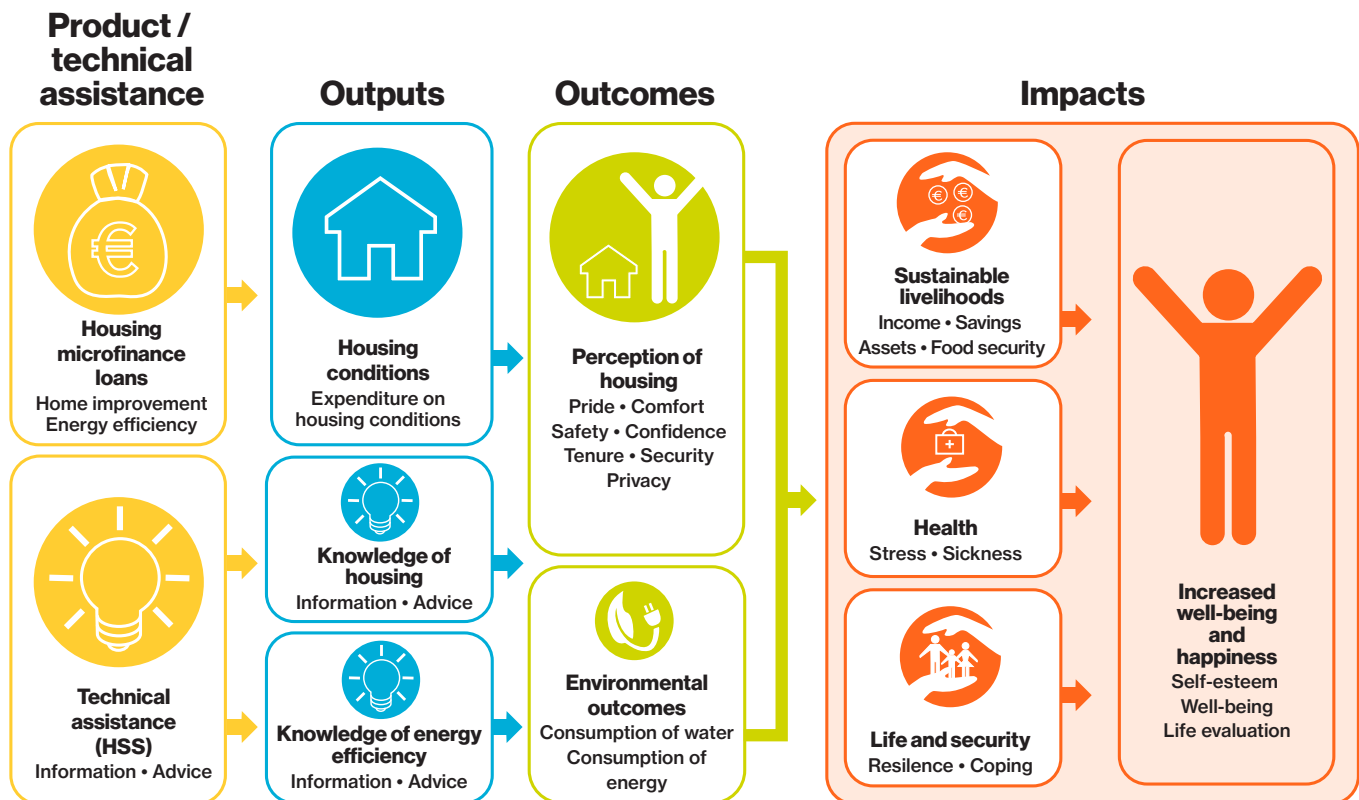 Product /
technical
assistance
Outputs
Outcomes
Impacts
€
Housing
microfinance
loans
Home improvement
Energy efficiency
Technical
assistance
(HSS)
Information • Advice
Housing
conditions
Expenditure on
housing conditions
Knowledge of
housing
Information • Advice
Knowledge of energy
efficiency
Information • Advice
Perception of
housing
Pride • Comfort
Safety • Confidence
Tenure • Security
Privacy
Environmental
outcomes
Consumption of water
Consumption of
energy
€ €
€
Sustainable
livelihoods
Income • Savings
Assets • Food security
Health
Stress • Sickness
Life and security
Resilence • Coping
Increased
well-being
and
happiness
Self-esteem
Well-being
Life evaluation